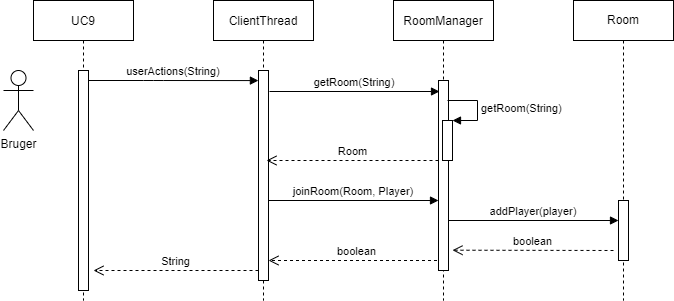 UC9
ClientThread
RoomManager
Room
userActions(String)
getRoom(String)
getRoom(String)
Bruger
Room
joinRoom(Room, Player)
addPlayer(player)
boolean
boolean
String